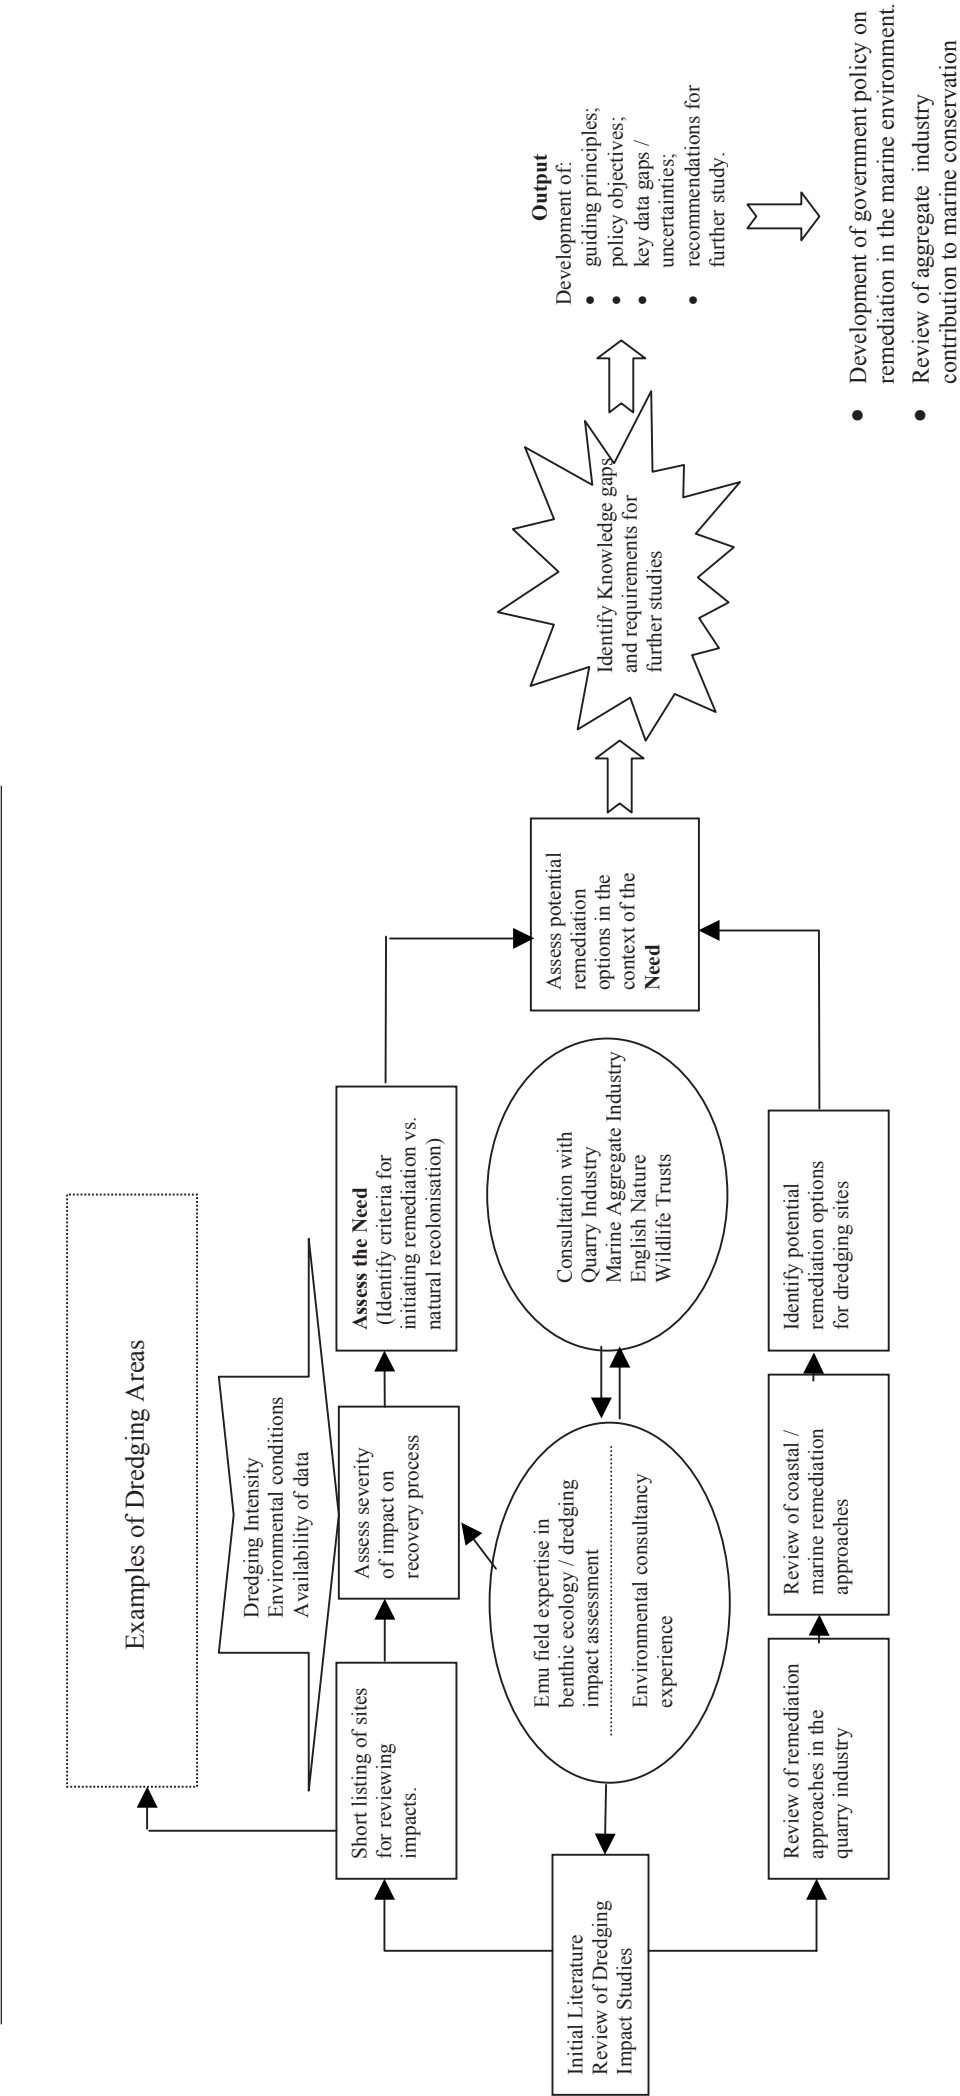 Examples of Dredging Areas
Dredging Intensity
Environmental conditions
Availability of data
Short listing of sites
for reviewing
impacts.
Assess severity
of impact on
recovery process
Assess the Need
(Identify criteria for
initiating remediation vs.
natural recolonisation)
Initial Literature
Review of Dredging
Impact Studies
Emu field expertise in
benthic ecology / dredging
impact assessment
Environmental consultancy
experience
Consultation with
Quarry Industry
Marine Aggregate Industry
English Nature
Wildlife Trusts
Assess potential
remediation
options in the
context of the
Need
Identify Knowledge gaps
and requirements for
further studies
Output
Development of:
• guiding principles;
• policy objectives;
• key data gaps /
uncertainties;
• recommendations for
further study.
Review of remediation
approaches in the
quarry industry
Review of coastal /
marine remediation
approaches
Identify potential
remediation options
for dredging sites
• Development of government policy on
remediation in the marine environment.
• Review of aggregate industry
contribution to marine conservation